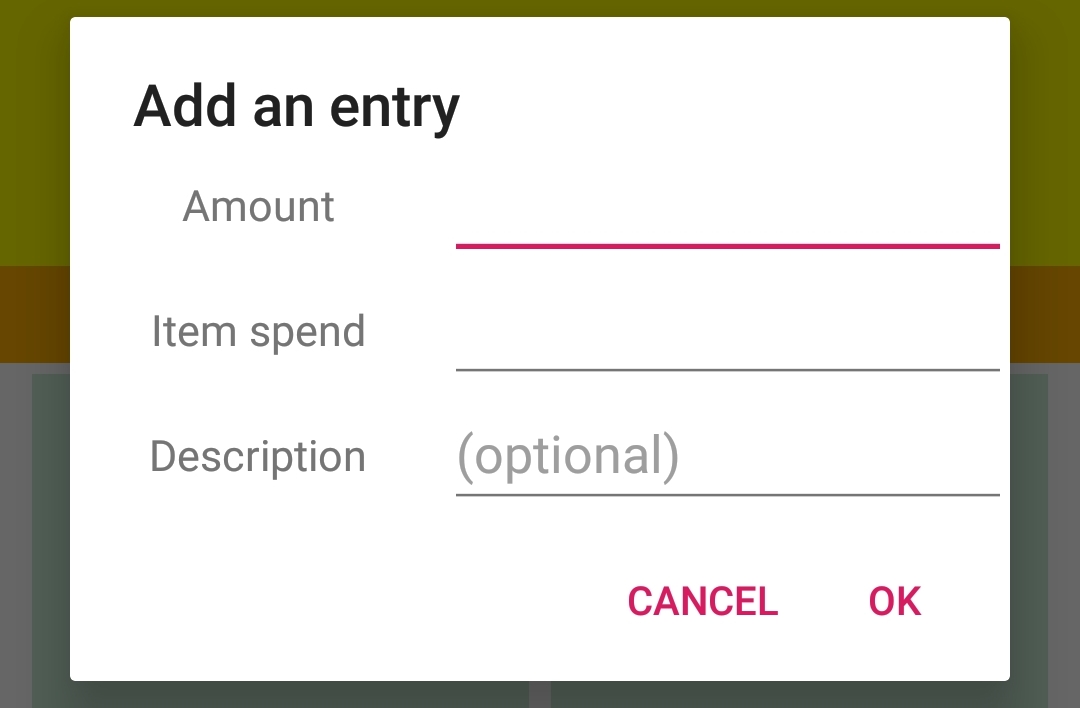 Add an entry
Amount
Item spend
Description (optional)
CANCEL OK